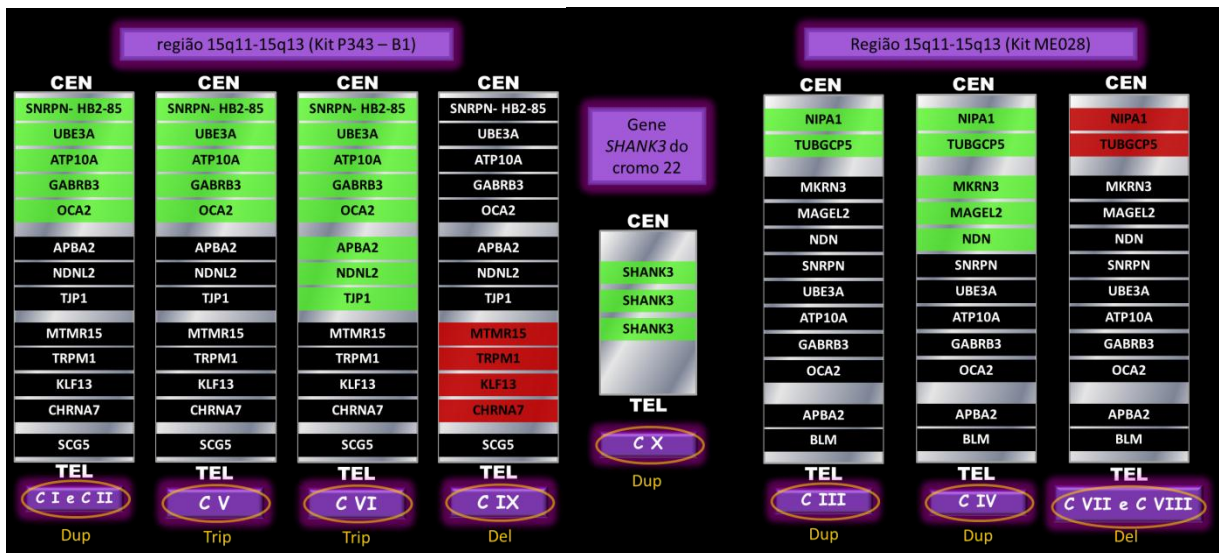 região 15q11-15q13 (Kit P343 – B1)
CEN
SNRPN- HB2-85
UBE3A
ATP10A
GABRB3
OCA2
APBA2
NDNL2
TJP1
MTMR15
TRPM1
KLF13
CHRNA7
SCG5
TEL
C I e C II
Dup
CEN
SNRPN- HB2-85
UBE3A
ATP10A
GABRB3
OCA2
APBA2
NDNL2
TJP1
MTMR15
TRPM1
KLF13
CHRNA7
SCG5
TEL
C V
Trip
CEN
SNRPN- HB2-85
UBE3A
ATP10A
GABRB3
OCA2
APBA2
NDNL2
TJP1
MTMR15
TRPM1
KLF13
CHRNA7
SCG5
TEL
C VI
Trip
CEN
SNRPN- HB2-85
UBE3A
ATP10A
GABRB3
OCA2
APBA2
NDNL2
TJP1
MTMR15
TRPM1
KLF13
CHRNA7
SCG5
TEL
C IX
Del
Gene
SHANK3 do
cromo 22
CEN
SHANK3
SHANK3
SHANK3
TEL
C X
Dup
Região 15q11-15q13 (Kit ME028)
CEN
NIPA1
TUBGCP5
MKRN3
MAGEL2
NDN
SNRPN
UBE3A
ATP10A
GABRB3
OCA2
APBA2
BLM
TEL
C III
Dup
CEN
NIPA1
TUBGCP5
MKRN3
MAGEL2
NDN
SNRPN
UBE3A
ATP10A
GABRB3
OCA2
APBA2
BLM
TEL
C IV
Dup
CEN
NIPA1
TUBGCP5
MKRN3
MAGEL2
NDN
SNRPN
UBE3A
ATP10A
GABRB3
OCA2
APBA2
BLM
TEL
C VII e C VIII
Del